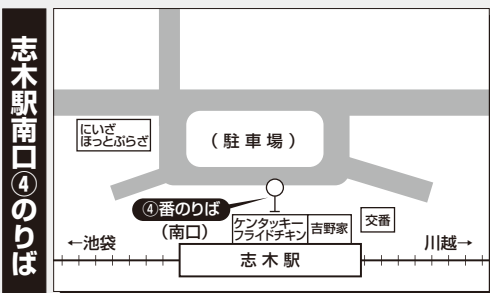 志木駅南口④のりば
にいざ
ほっとぷらざ
(駐車場)
④番のりば
(南口)
ケンタッキー
フライドチキン
吉野家
交番
←池袋
川越→
志木駅